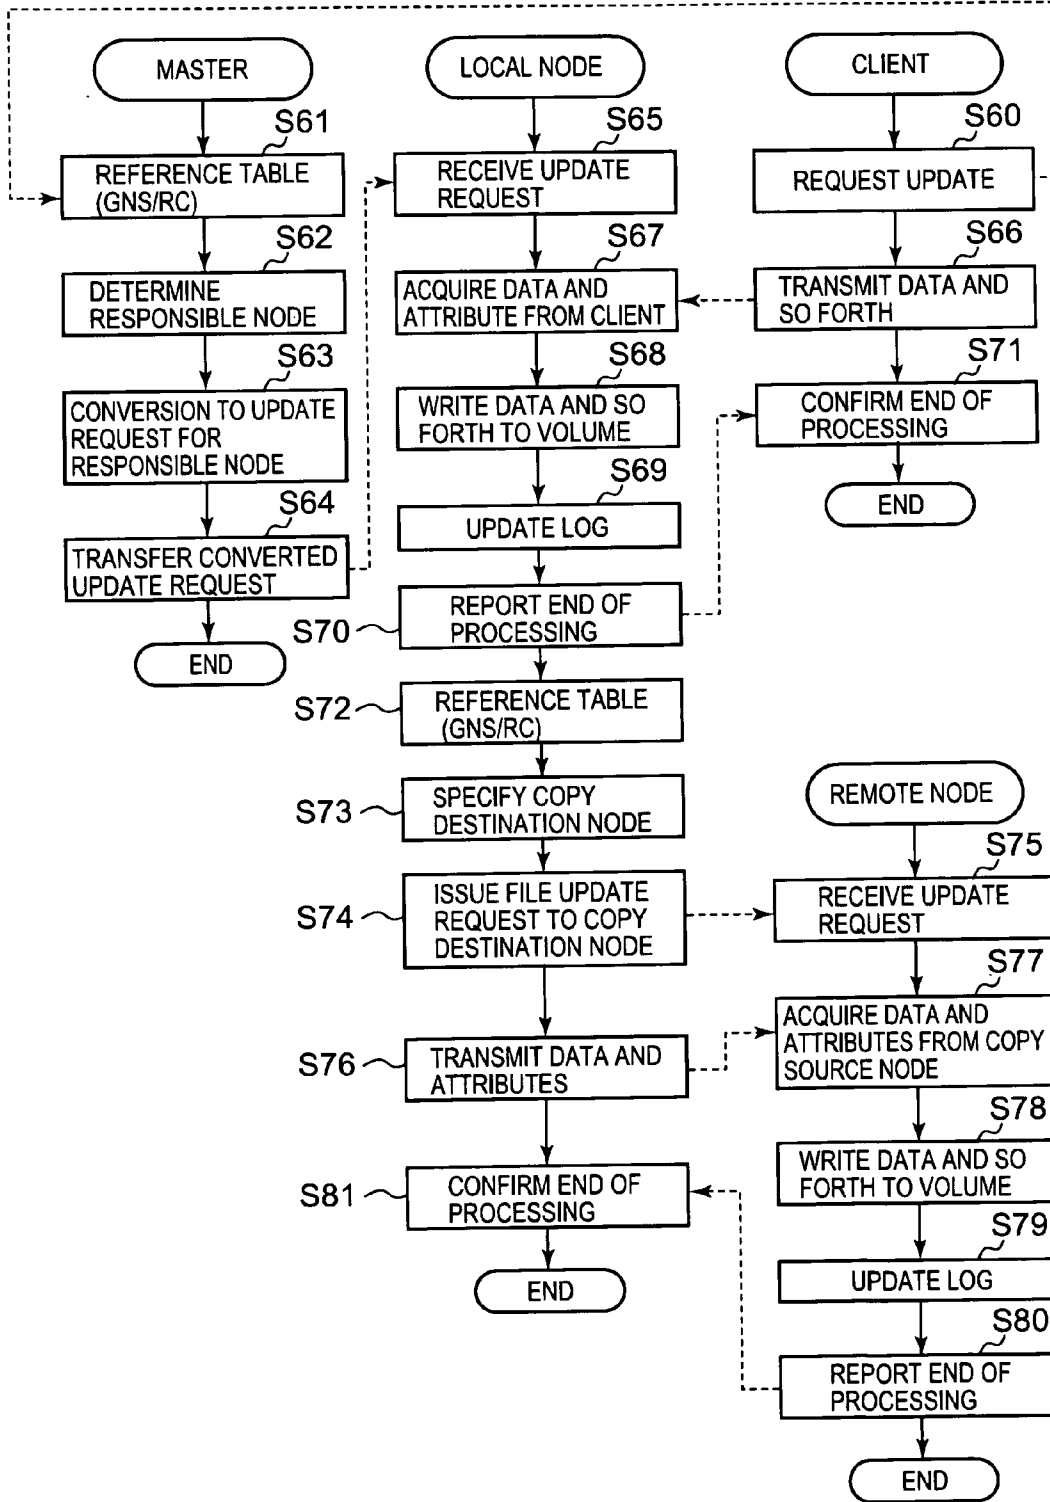 MASTER
S61
REFERENCE TABLE
(GNS/RC)
S62
DETERMINE
RESPONSIBLE NODE
S63
CONVERSION TO UPDATE
REQUEST FOR
RESPONSIBLE NODE
S64
TRANSFER CONVERTED
UPDATE REQUEST
END
LOCAL NODE
S65
RECEIVE UPDATE
REQUEST
S67
ACQUIRE DATA AND
ATTRIBUTE FROM CLIENT
S68
WRITE DATA AND SO
FORTH TO VOLUME
S69
UPDATE LOG
S70
REPORT END OF
PROCESSING
S72
REFERENCE TABLE
(GNS/RC)
S73
SPECIFY COPY
DESTINATION NODE
S74
ISSUE FILE UPDATE
REQUEST TO COPY
DESTINATION NODE
S76
TRANSMIT DATA AND
ATTRIBUTES
S81
CONFIRM END OF
PROCESSING
END
CLIENT
S60
REQUEST UPDATE
S66
TRANSMIT DATA AND
SO FORTH
S71
CONFIRM END OF
PROCESSING
END
REMOTE NODE
S75
RECEIVE UPDATE
REQUEST
S77
ACQUIRE DATA AND
ATTRIBUTES FROM COPY
SOURCE NODE
S78
WRITE DATA AND SO
FORTH TO VOLUME
S79
UPDATE LOG
S80
REPORT END OF
PROCESSING
END